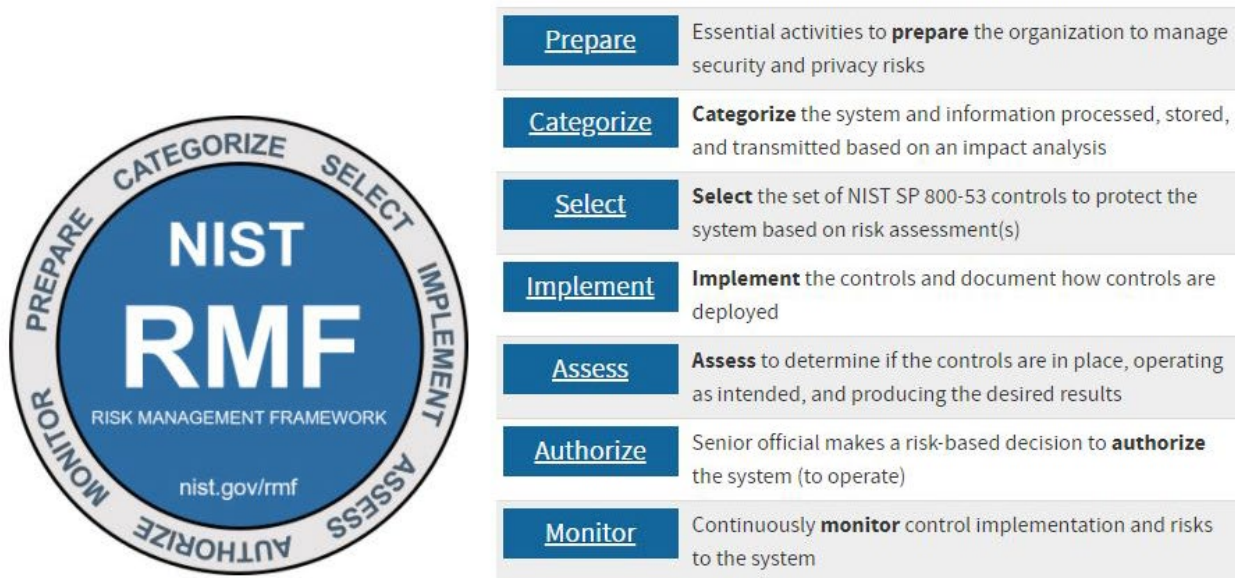 PREPARE CATEGORIZE SELECT IMPLEMENT ASSESS AUTHORIZE MONITOR
NIST
RMF
RISK MANAGEMENT FRAMEWORK
nist.gov/rmf
Prepare
Essential activities to prepare the organization to manage
security and privacy risks
Categorize
Categorize the system and information processed, stored,
and transmitted based on an impact analysis
Select
Select the set of NIST SP 800-53 controls to protect the
system based on risk assessment(s)
Implement
Implement the controls and document how controls are
deployed
Assess
Assess to determine if the controls are in place, operating
as intended, and producing the desired results
Authorize
Senior official makes a risk-based decision to authorize
the system (to operate)
Monitor
Continuously monitor control implementation and risks
to the system